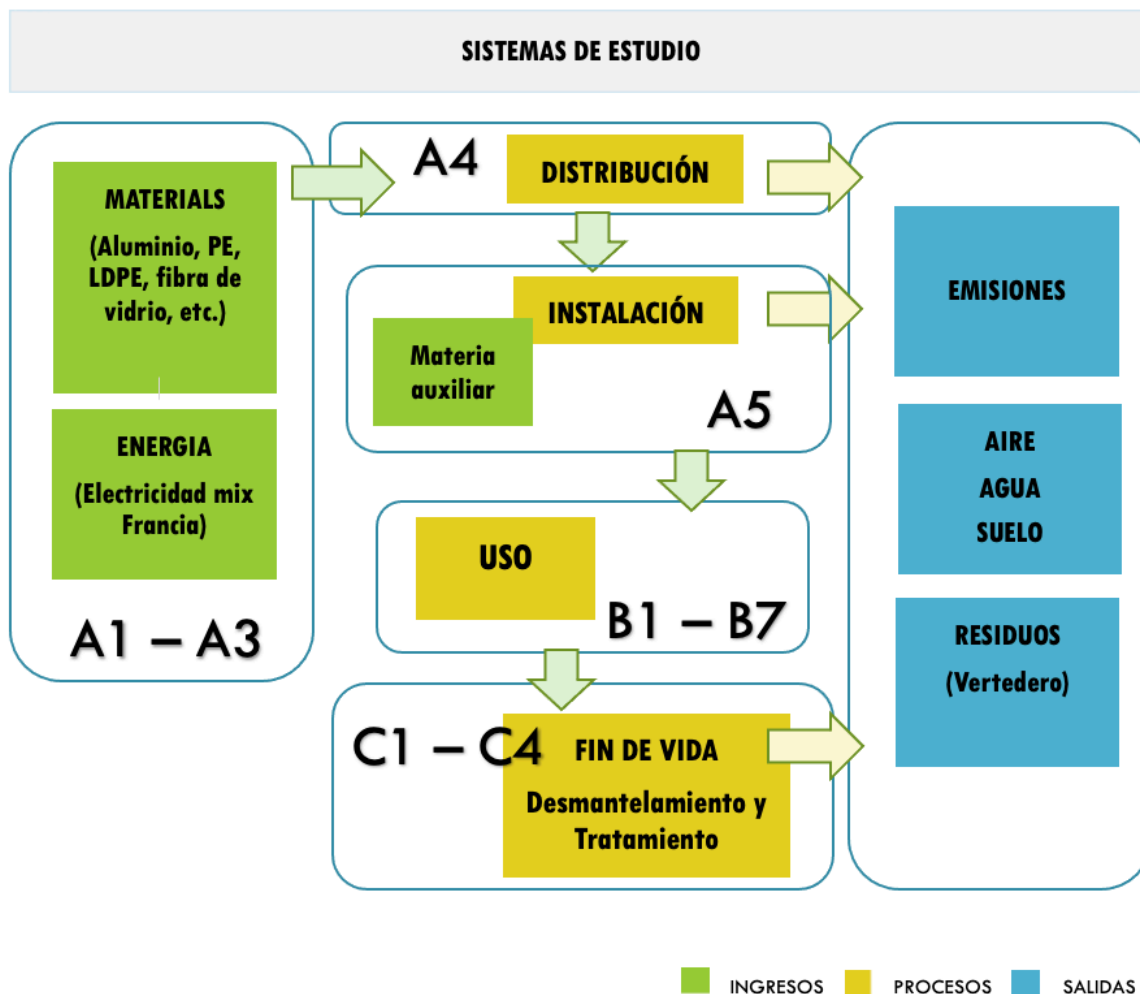 SISTEMAS DE ESTUDIO
MATERIALS
(Aluminio, PE,
LDPE, fibra de
vidrio, etc.)
ENERGIA
(Electricidad mix
Francia)
A1 – A3
A4
DISTRIBUCIÓN
INSTALACIÓN
Materia
auxiliar
A5
USO
B1 – B7
C1 – C4
FIN DE VIDA
Desmantelamiento y
Tratamiento
EMISIONES
AIRE
AGUA
SUELO
RESIDUOS
(Vertedero)
INGRESOS
PROCESOS
SALIDAS